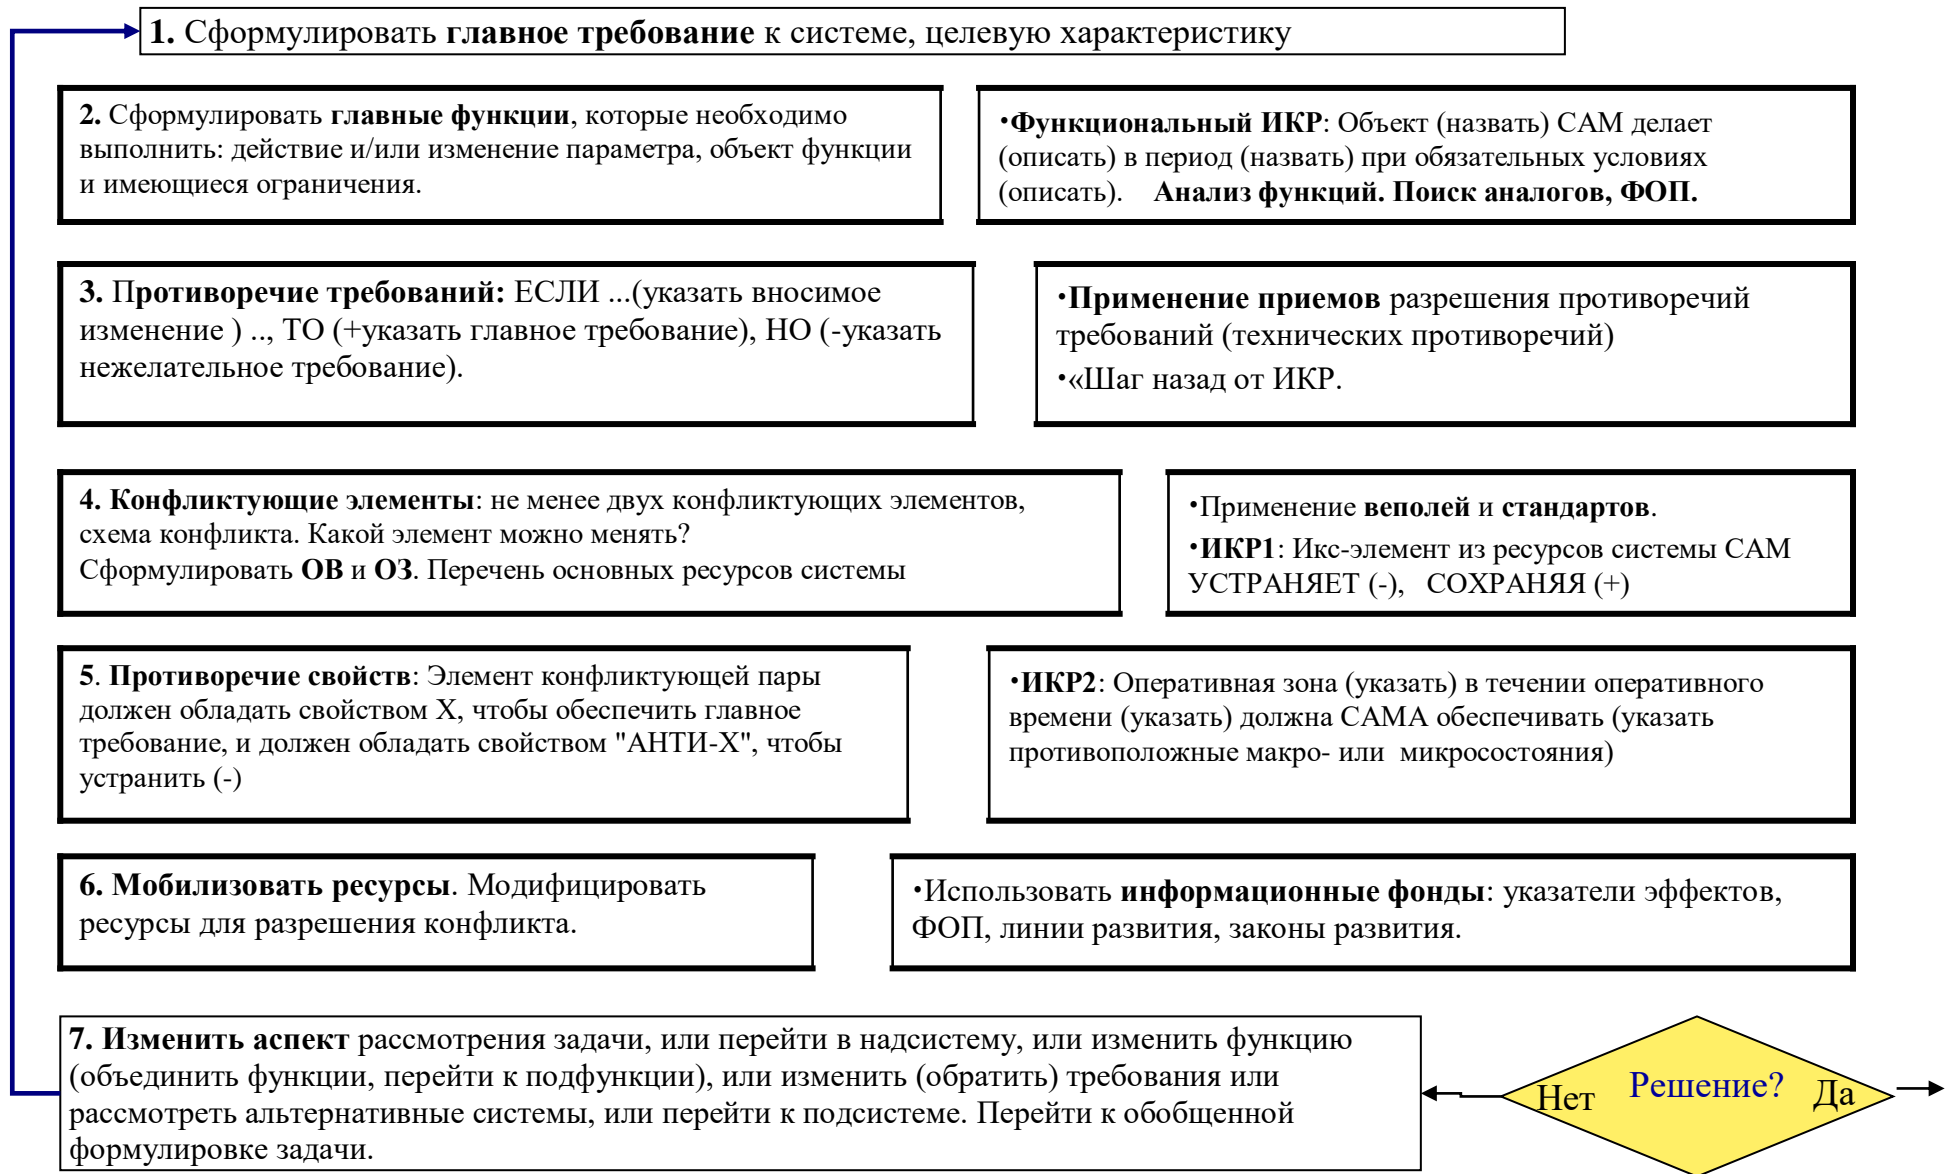 1. Сформулировать главное требование к системе, целевую характеристику
2. Сформулировать главные функции, которые необходимо
выполнить: действие и/или изменение параметра, объект функции
и имеющиеся ограничения.
•Функциональный ИКР: Объект (назвать) САМ делает
(описать) в период (назвать) при обязательных условиях
(описать). Анализ функций. Поиск аналогов, ФОП.
3. Противоречие требований: ЕСЛИ ...(указать вносимое
изменение ) .., ТО (+указать главное требование), НО (-указать
нежелательное требование).
•Применение приемов разрешения противоречий
требований (технических противоречий)
•«Шаг назад от ИКР.
4. Конфликтующие элементы: не менее двух конфликтующих элементов,
схема конфликта. Какой элемент можно менять?
Сформулировать ОВ и ОЗ. Перечень основных ресурсов системы
•Применение веполей и стандартов.
•ИКР1: Икс-элемент из ресурсов системы САМ
УСТРАНЯЕТ (-), СОХРАНЯЯ (+)
5. Противоречие свойств: Элемент конфликтующей пары
должен обладать свойством Х, чтобы обеспечить главное
требование, и должен обладать свойством "АНТИ-Х", чтобы
устранить (-)
•ИКР2: Оперативная зона (указать) в течении оперативного
времени (указать) должна САМА обеспечивать (указать
противоположные макро- или микросостояния)
6. Мобилизовать ресурсы. Модифицировать
ресурсы для разрешения конфликта.
•Использовать информационные фонды: указатели эффектов,
ФОП, линии развития, законы развития.
7. Изменить аспект рассмотрения задачи, или перейти в надсистему, или изменить функцию
(объединить функции, перейти к подфункции), или изменить (обратить) требования или
рассмотреть альтернативные системы, или перейти к подсистеме. Перейти к обобщенной
формулировке задачи.
Нет Решение? Да